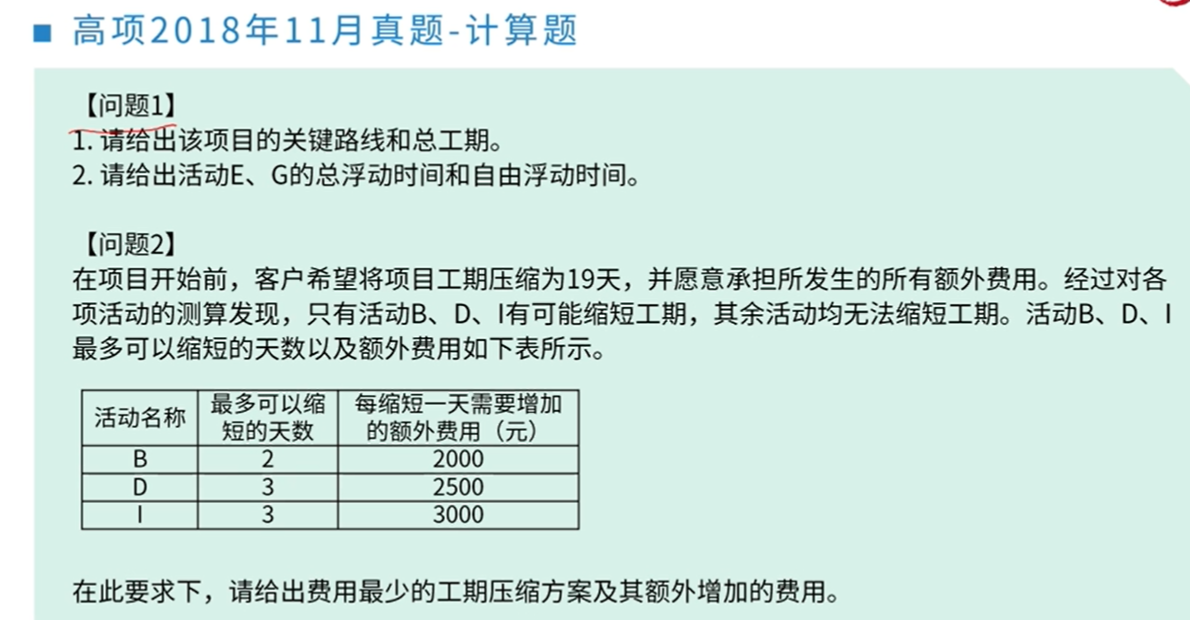 高项2018年11月真题-计算题
【问题1】
1. 请给出该项目的关键路线和总工期。
2. 请给出活动E、G的总浮动时间和自由浮动时间。
【问题2】
在项目开始前，客户希望将项目工期压缩为19天，并愿意承担所发生的所有额外费用。经过对各
项活动的测算发现，只有活动B、D、I有可能缩短工期，其余活动均无法缩短工期。活动B、D、I
最多可以缩短的天数以及额外费用如下表所示。
活动名称 最多可以缩短的天数 每缩短一天需要增加的额外费用（元）
B 2 2000
D 3 2500
I 3 3000
在此要求下，请给出费用最少的工期压缩方案及其额外增加的费用。